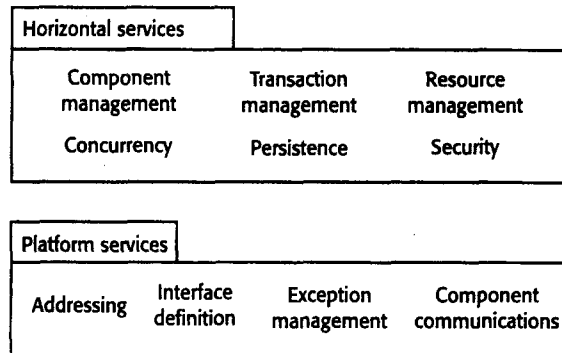 Horizontal services
Component Transaction Resource
management management management
Concurrency Persistence Security
Platform services
Addressing Interface definition Exception management Component communications